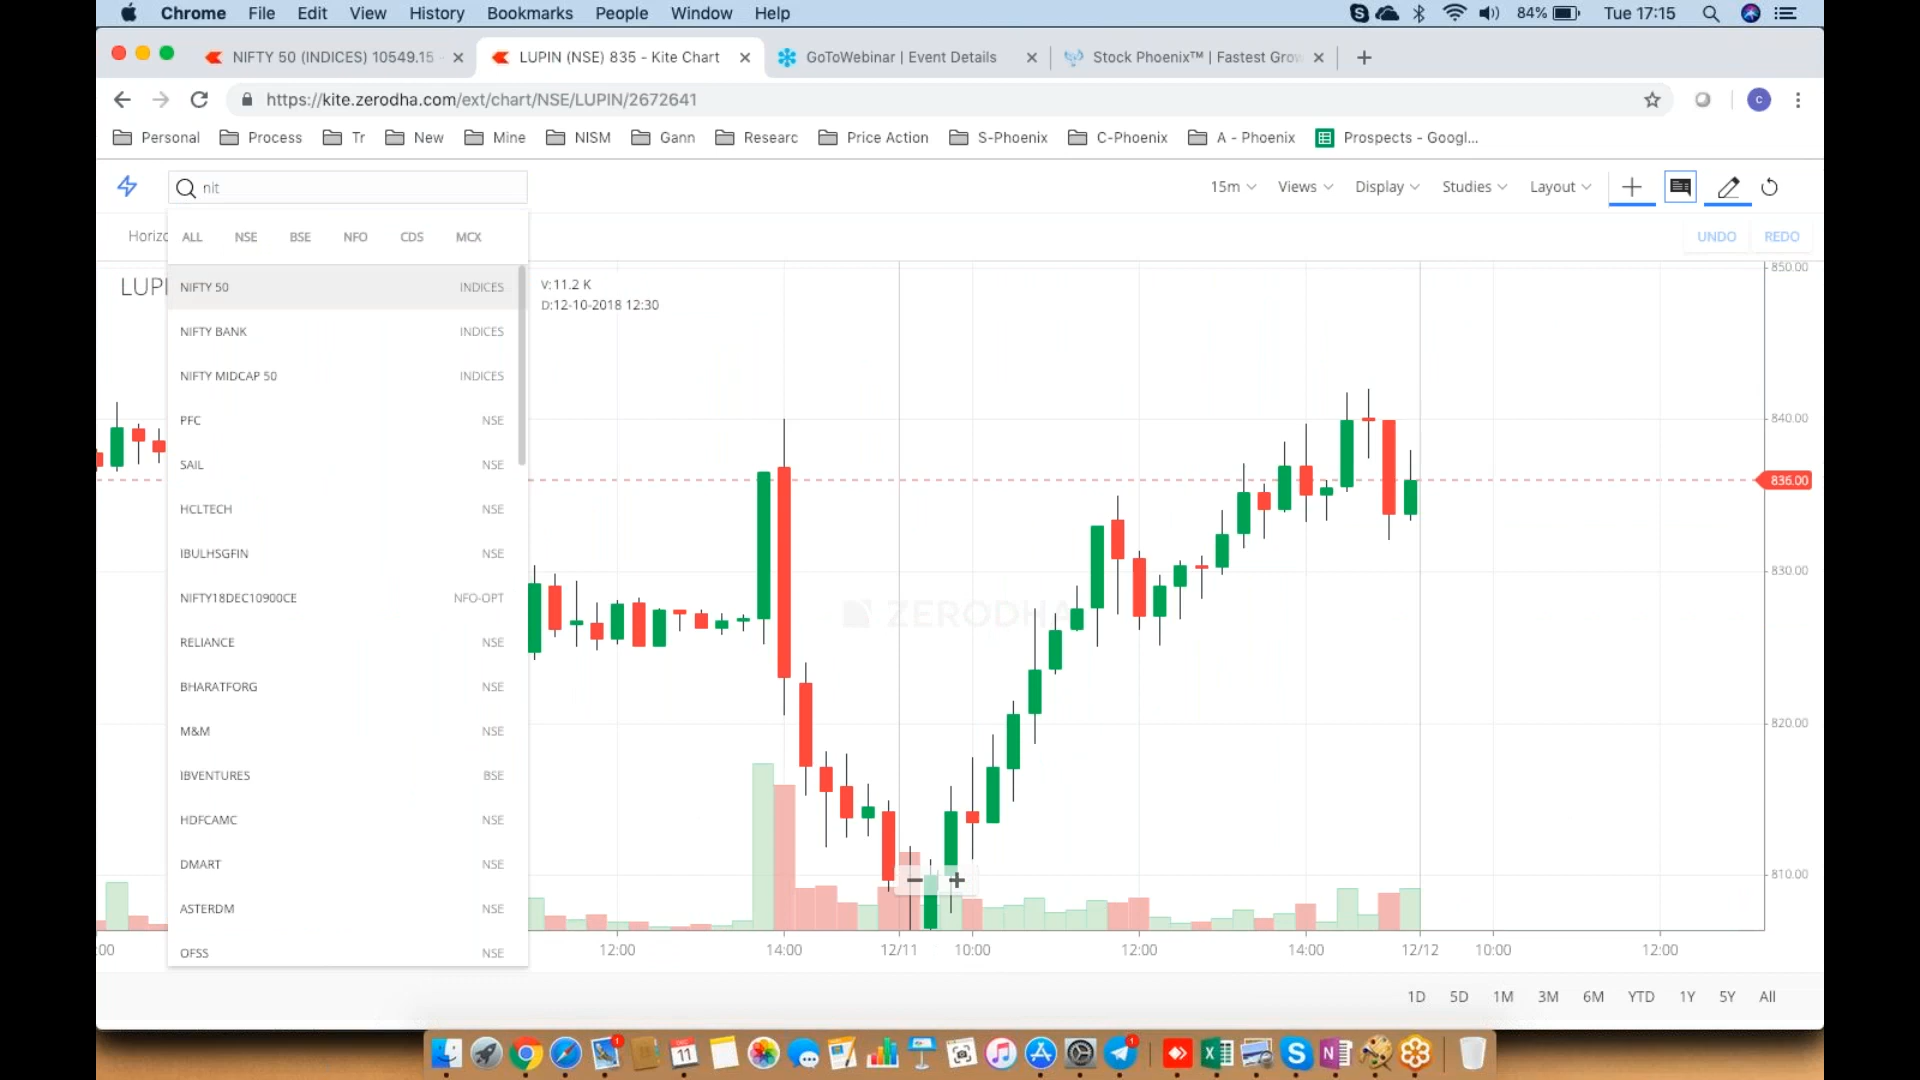 Chrome File Edit View History Bookmarks People Window Help 84% Tue 17:15
NIFTY 50 (INDICES) 10549.15 LUPIN (NSE) 835 - Kite Chart GoToWebinar | Event Details Stock Phoenix™ | Fastest Grow
https://kite.zerodha.com/ext/chart/NSE/LUPIN/2672641 C
Personal Process Tr New Mine NISM Gann Researc Price Action S-Phoenix C-Phoenix A - Phoenix Prospects - Googl...
nit 15m Views Display Studies Layout
Horizo ALL NSE BSE NFO CDS MCX UNDO REDO
LUPI
V:11.2 K
D:12-10-2018 12:30
NIFTY 50 INDICES
NIFTY BANK INDICES
NIFTY MIDCAP 50 INDICES
PFC NSE
SAIL NSE
HCLTECH NSE
IBULHSGFIN NSE
NIFTY18DEC10900CE NFO-OPT
RELIANCE NSE
BHARATFORG NSE
M&M NSE
IBVENTURES BSE
HDFCAMC NSE
DMART NSE
ASTERDM NSE
OFSS NSE
ZERODHA
850.00
840.00
836.00
830.00
820.00
810.00
:00 12:00 14:00 12/11 10:00 12:00 14:00 12/12 10:00 12:00
1D 5D 1M 3M 6M YTD 1Y 5Y All